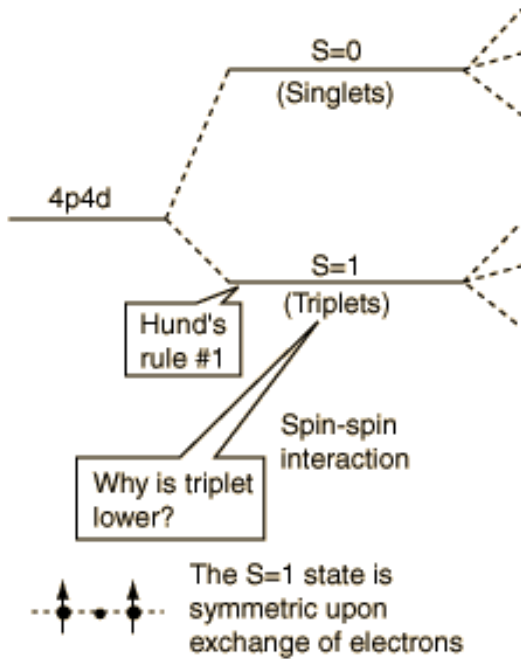 S=0
(Singlets)
4p4d
S=1
(Triplets)
Hund's
rule #1
Spin-spin
interaction
Why is triplet
lower?
The S=1 state is
symmetric upon
exchange of electrons